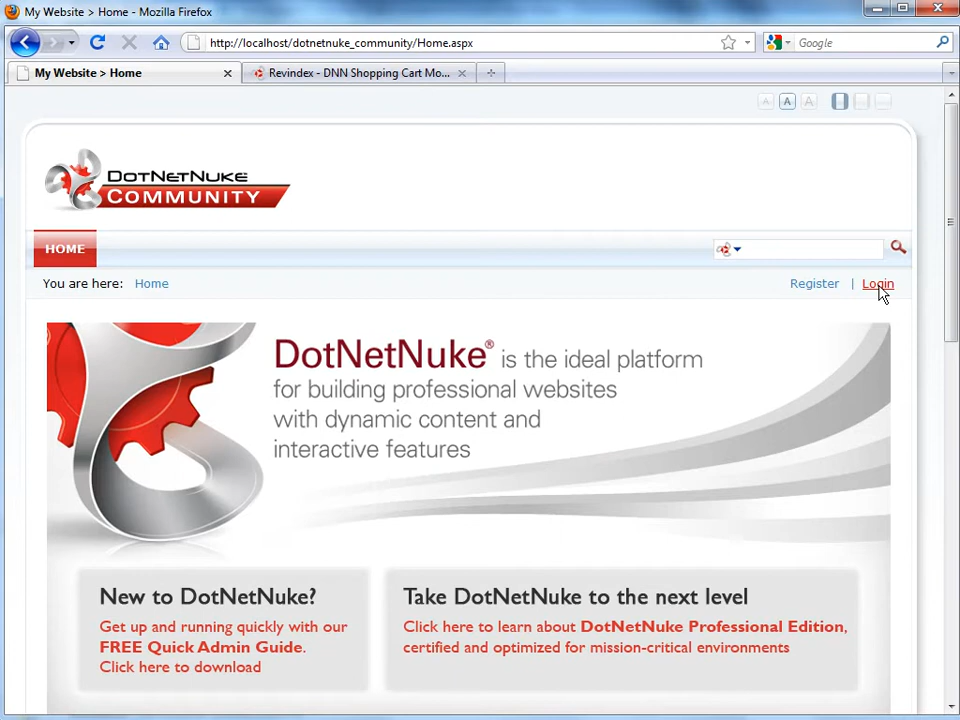 My Website > Home - Mozilla Firefox
http://localhost/dotnetnuke_community/Home.aspx
Google
My Website > Home
Revindex - DNN Shopping Cart Mo...
A A A
DOTNETNUKE
COMMUNITY
HOME
You are here: Home
Register | Login
DotNetNuke® is the ideal platform
for building professional websites
with dynamic content and
interactive features
New to DotNetNuke?
Get up and running quickly with our
FREE Quick Admin Guide.
Click here to download
Take DotNetNuke to the next level
Click here to learn about DotNetNuke Professional Edition,
certified and optimized for mission-critical environments